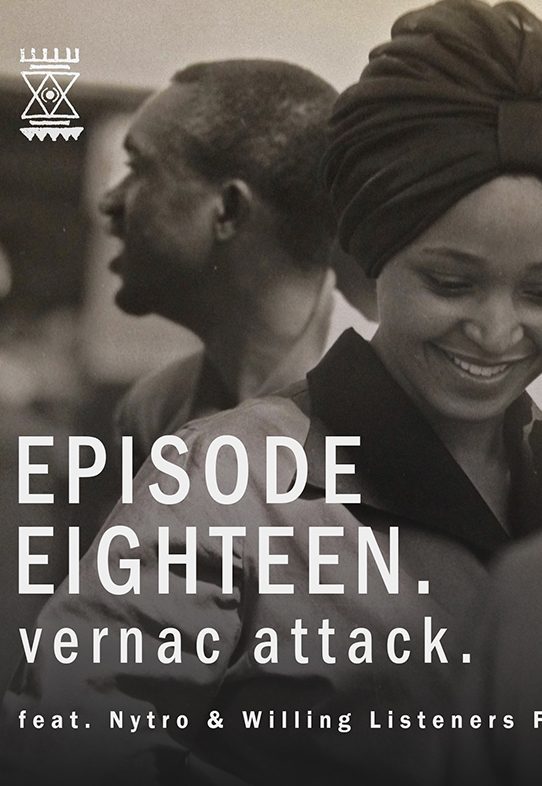 EPISODE
EIGHTEEN.
vernac attack.
feat. Nytro & Willing Listeners